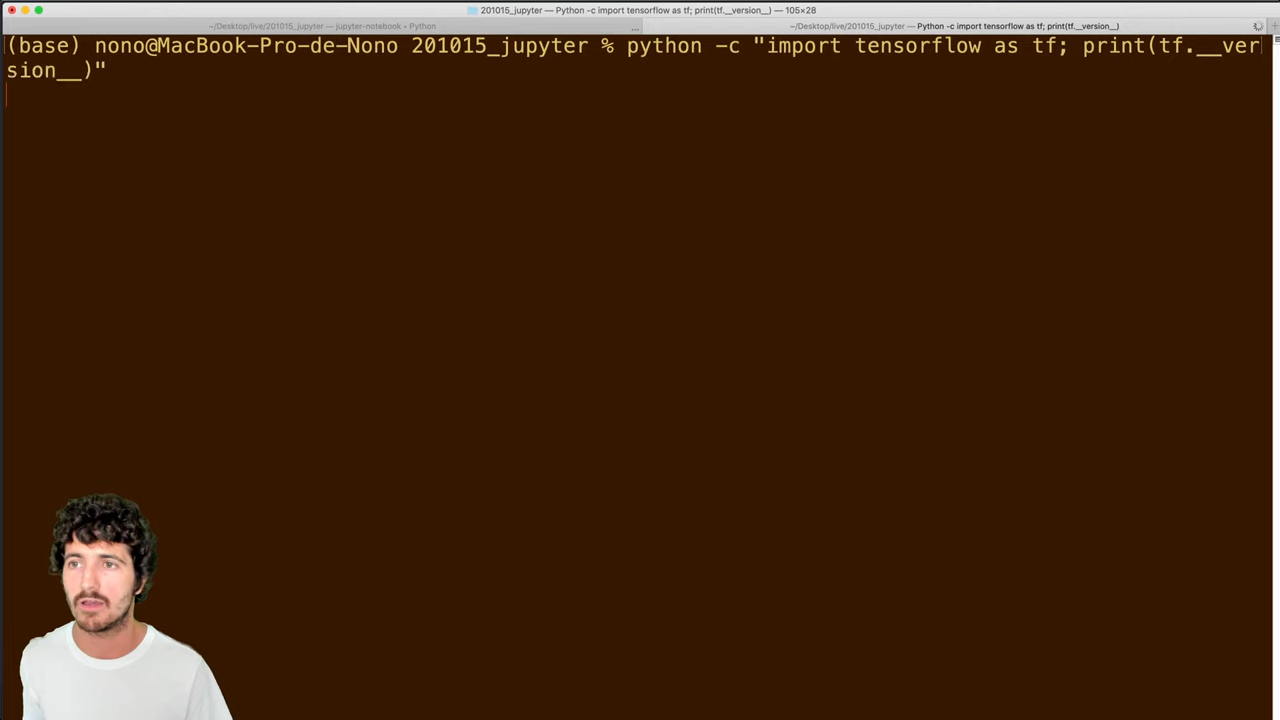 201015_jupyter — Python -c import tensorflow as tf; print(tf.__version__) — 105×28
~/Desktop/live/201015_jupyter — jupyter-notebook • Python
...
~/Desktop/live/201015_jupyter — Python -c import tensorflow as tf; print(tf.__version__)
(base) nono@MacBook-Pro-de-Nono 201015_jupyter % python -c "import tensorflow as tf; print(tf.__ver
sion__)"